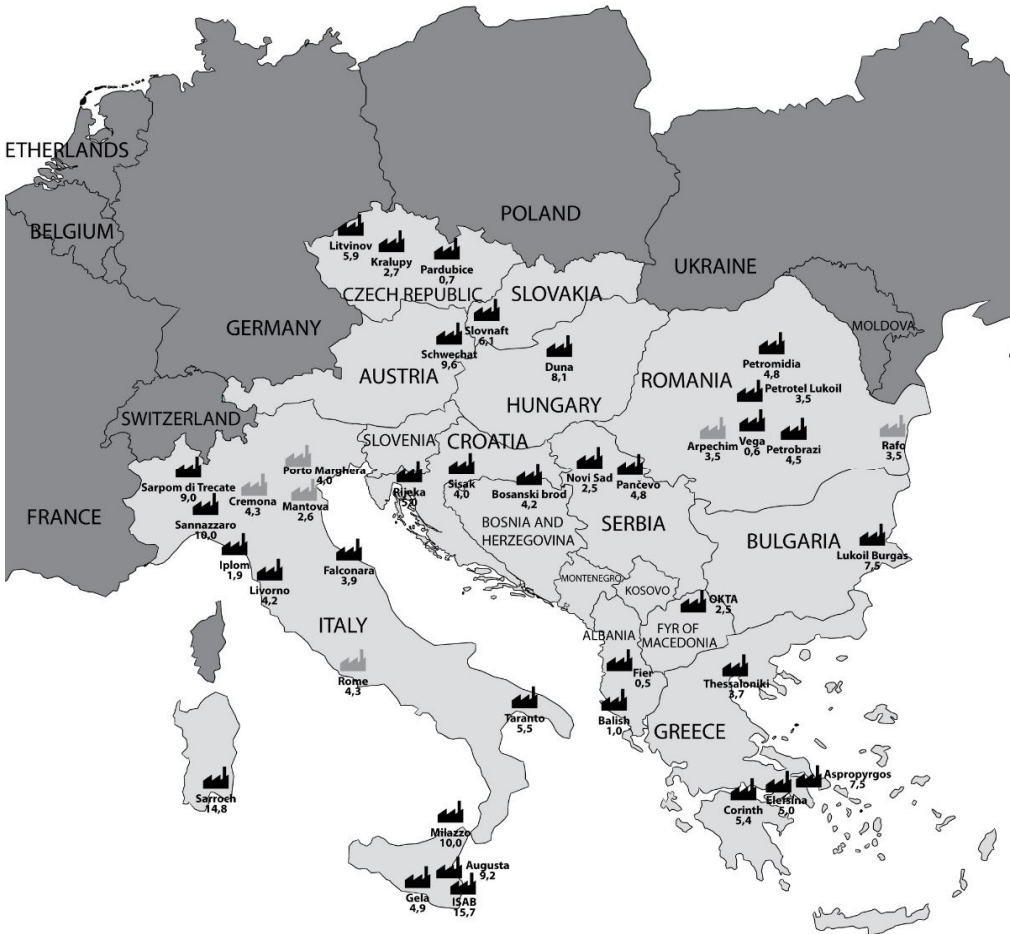 ETHERLANDS
BELGIUM
POLAND
UKRAINE
GERMANY
MOLDOVA
Litvinov
5,9
Kralupy
2,7
Pardubice
0,7
CZECH REPUBLIC
SLOVAKIA
Slovnaft
6,1
Schwechat
9,6
AUSTRIA
Duna
8,1
HUNGARY
Petromidia
4,8
ROMANIA
Petrotel Lukoil
3,5
Arpechim
3,5
Vega
0,6
Petrobrazi
4,5
Rafo
3,5
SWITZERLAND
SLOVENIA
CROATIA
Porto Marghera
4,0
Sarpom di Trecate
9,0
Cremona
4,3
Mantova
2,6
Rijeka
5,0
Sisak
4,0
Bosanski brod
4,2
Novi Sad
2,5
Pančevo
4,8
FRANCE
Sannazzaro
10,0
BOSNIA AND
HERZEGOVINA
SERBIA
BULGARIA
Lukoil Burgas
7,5
Iplom
1,9
Livorno
4,2
Falconara
3,9
MONTENEGRO
KOSOVO
OKTA
2,5
ITALY
ALBANIA
FYR OF
MACEDONIA
Rome
4,3
Fier
0,5
Thessaloniki
3,7
Taranto
5,5
Balish
1,0
GREECE
Sarroch
14,8
Aspropyrgos
7,5
Elefsina
5,0
Corinth
5,4
Milazzo
10,0
Augusta
9,2
Gela
4,9
ISAB
15,7